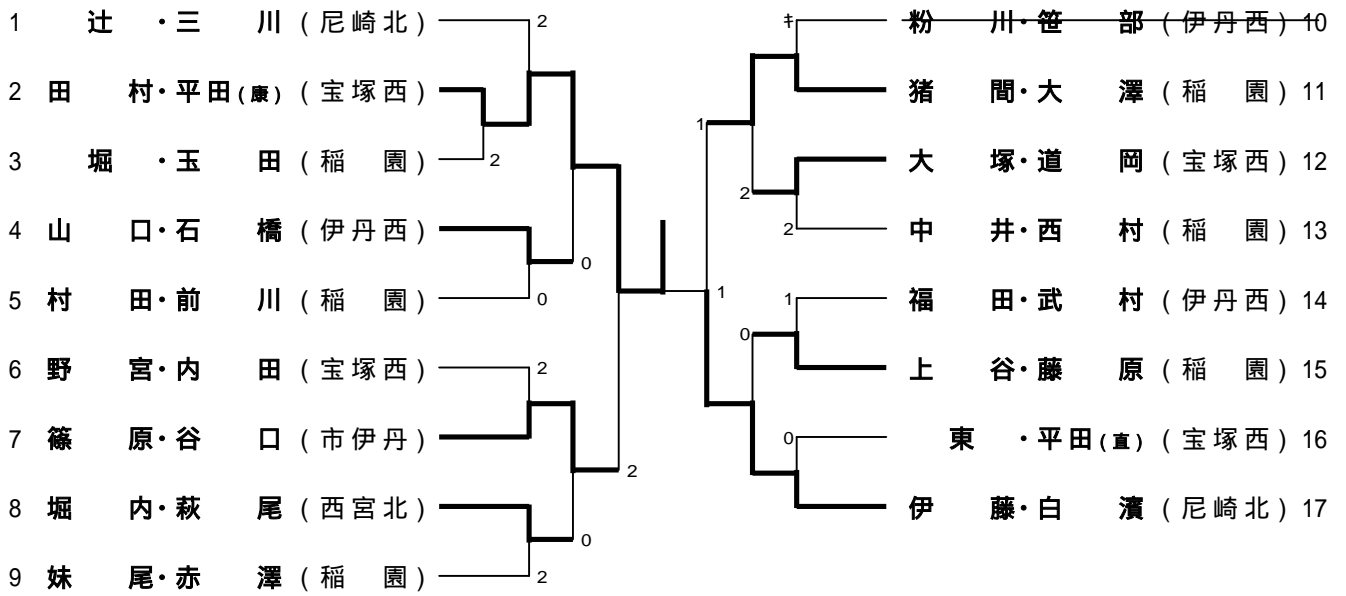 1 辻 ・三 川 (尼崎北)
2 田 村・平田(康) (宝塚西)
3 堀 ・玉 田 (稲 園)
4 山 口・石 橋 (伊丹西)
5 村 田・前 川 (稲 園)
6 野 宮・内 田 (宝塚西)
7 篠 原・谷 口 (市伊丹)
8 堀 内・萩 尾 (西宮北)
9 妹 尾・赤 澤 (稲 園)
2
2
0
0
2
2
0
2
1
1
2
2
1
0
0
粉 川・笹 部 (伊丹西) 10
猪 間・大 澤 (稲 園) 11
大 塚・道 岡 (宝塚西) 12
中 井・西 村 (稲 園) 13
福 田・武 村 (伊丹西) 14
上 谷・藤 原 (稲 園) 15
東 ・平田(直) (宝塚西) 16
伊 藤・白 濱 (尼崎北) 17